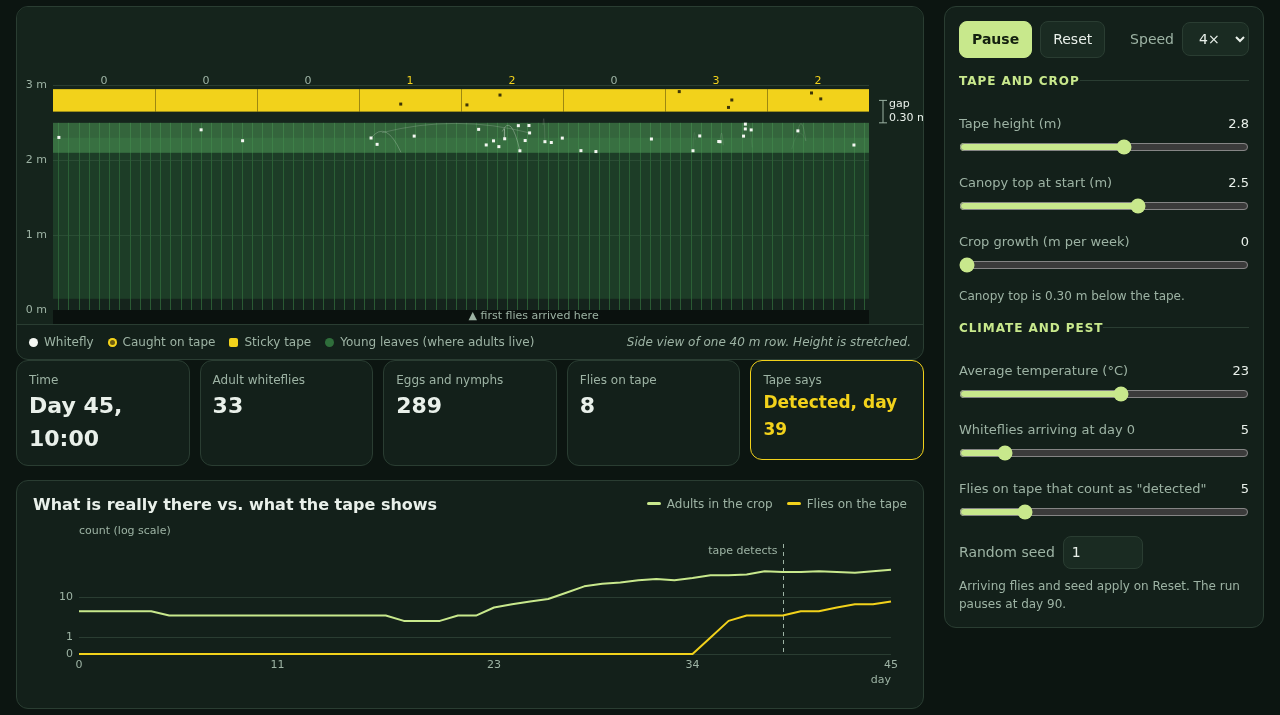 0 0 0 1 2 0 3 2
3 m
gap
0.30 m
2 m
1 m
0 m
▲ first flies arrived here
Whitefly Caught on tape Sticky tape Young leaves (where adults live) Side view of one 40 m row. Height is stretched.
Time
Day 45,
10:00
Adult whiteflies
33
Eggs and nymphs
289
Flies on tape
8
Tape says
Detected, day
39
What is really there vs. what the tape shows
Adults in the crop Flies on the tape
count (log scale)
tape detects
10
1
0
0 11 23 34 45
day
Pause Reset Speed 4×
TAPE AND CROP
Tape height (m) 2.8
Canopy top at start (m) 2.5
Crop growth (m per week) 0
Canopy top is 0.30 m below the tape.
CLIMATE AND PEST
Average temperature (°C) 23
Whiteflies arriving at day 0 5
Flies on tape that count as "detected" 5
Random seed 1
Arriving flies and seed apply on Reset. The run
pauses at day 90.